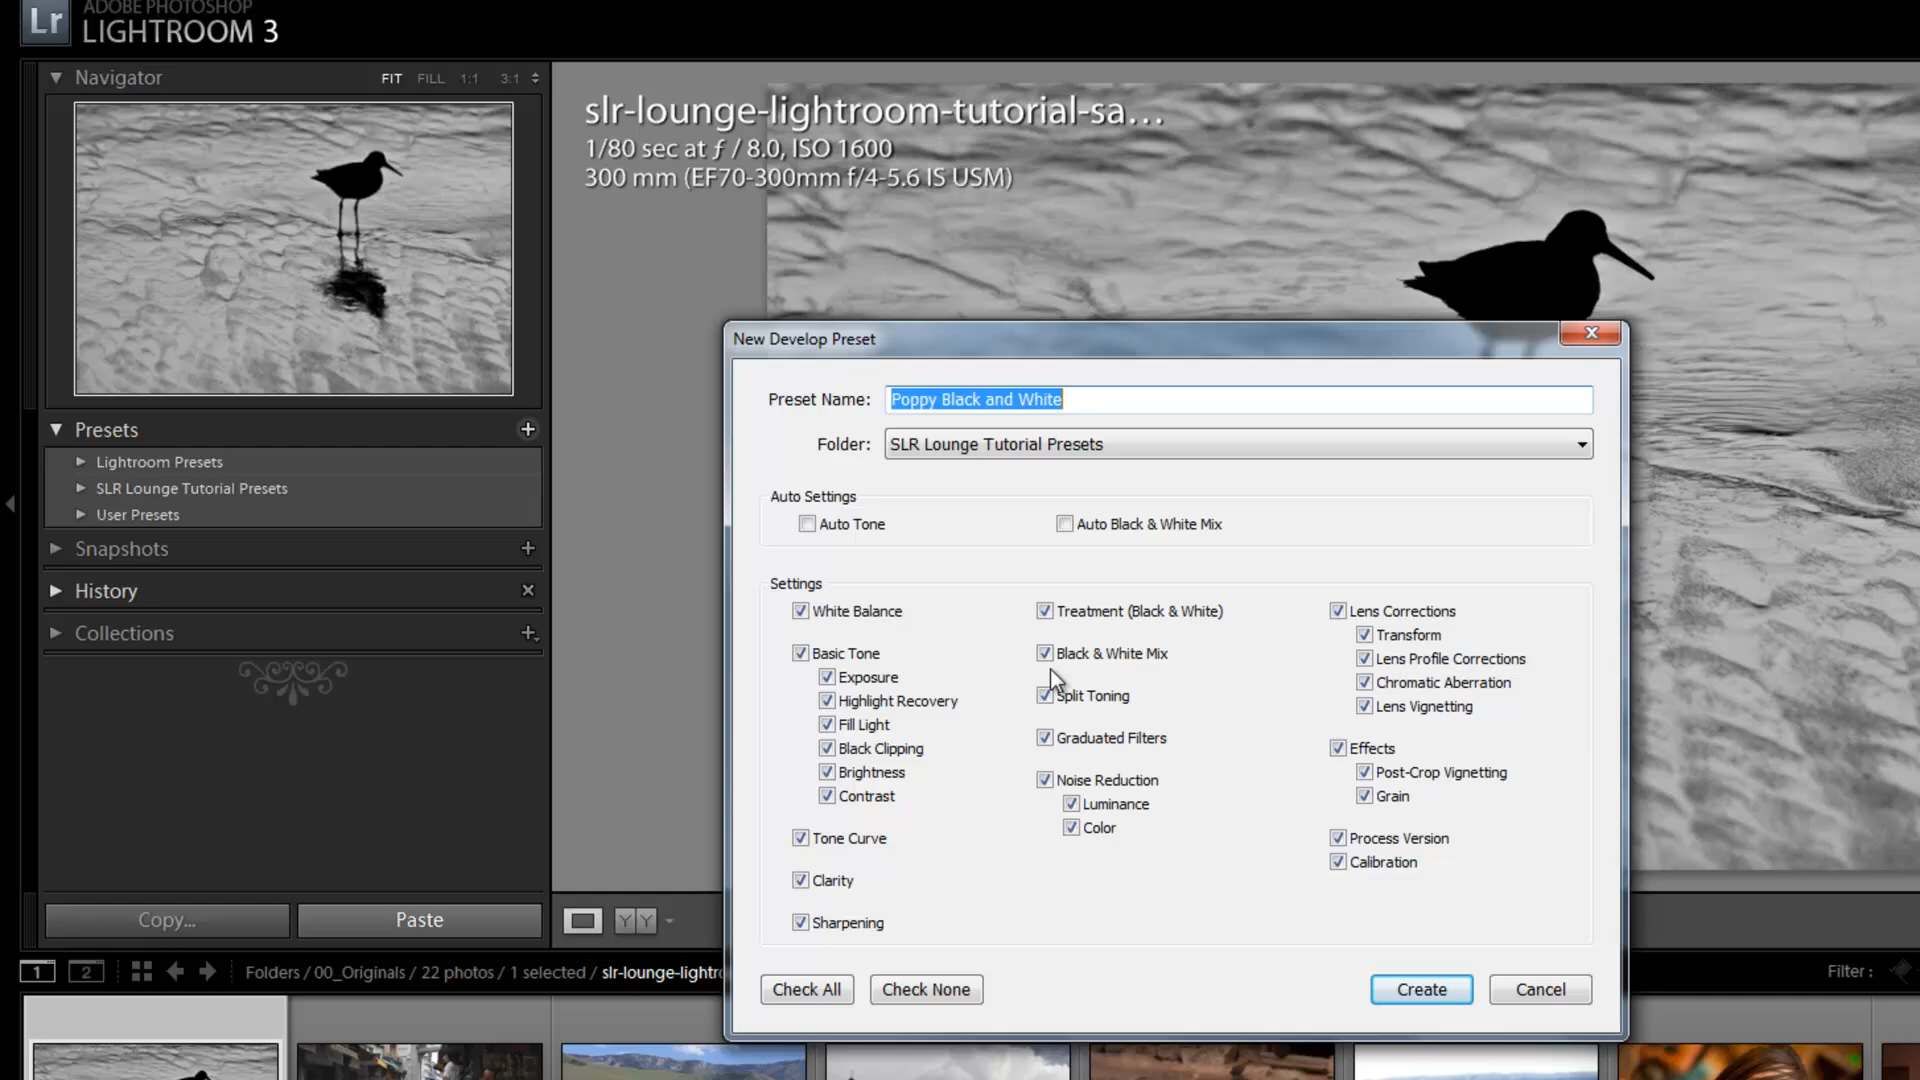 Lr ADOBE PHOTOSHOP
LIGHTROOM 3
Navigator FIT FILL 1:1 3:1
slr-lounge-lightroom-tutorial-sa...
1/80 sec at ƒ / 8.0, ISO 1600
300 mm (EF70-300mm f/4-5.6 IS USM)
Presets
Lightroom Presets
SLR Lounge Tutorial Presets
User Presets
Snapshots
History
Collections
Copy...
Paste
New Develop Preset
Preset Name: Poppy Black and White
Folder: SLR Lounge Tutorial Presets
Auto Settings
Auto Tone
Auto Black & White Mix
Settings
White Balance
Basic Tone
Exposure
Highlight Recovery
Fill Light
Black Clipping
Brightness
Contrast
Tone Curve
Clarity
Sharpening
Treatment (Black & White)
Black & White Mix
Split Toning
Graduated Filters
Noise Reduction
Luminance
Color
Lens Corrections
Transform
Lens Profile Corrections
Chromatic Aberration
Lens Vignetting
Effects
Post-Crop Vignetting
Grain
Process Version
Calibration
Check All
Check None
Create
Cancel
1 2 Folders / 00_Originals / 22 photos / 1 selected / slr-lounge-lightro
Filter :